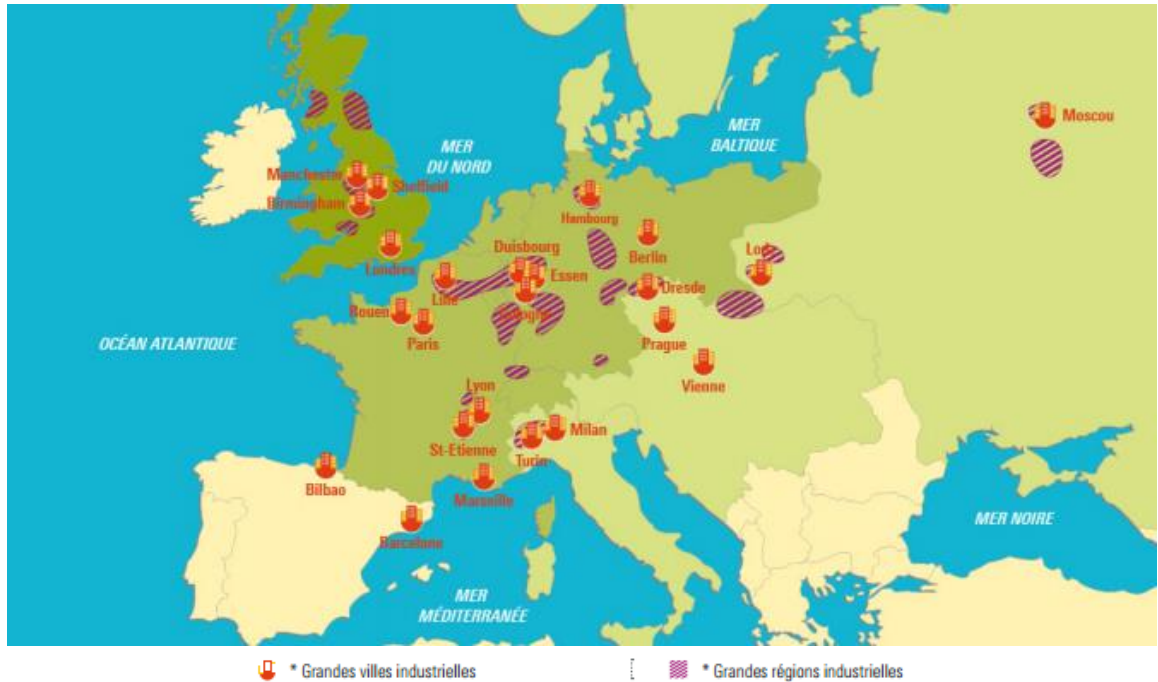 Moscou
MER
BALTIQUE
MER
DU NORD
Manchester
Sheffield
Birmingham
Hambourg
Londres
Duisbourg
Essen
Berlin
Lodz
Lille
Dresde
Cologne
Rouen
Paris
Prague
OCÉAN ATLANTIQUE
Vienne
Lyon
St-Etienne
Turin
Milan
Bilbao
Marseille
Barcelone
MER NOIRE
MER
MÉDITERRANÉE
* Grandes villes industrielles
* Grandes régions industrielles